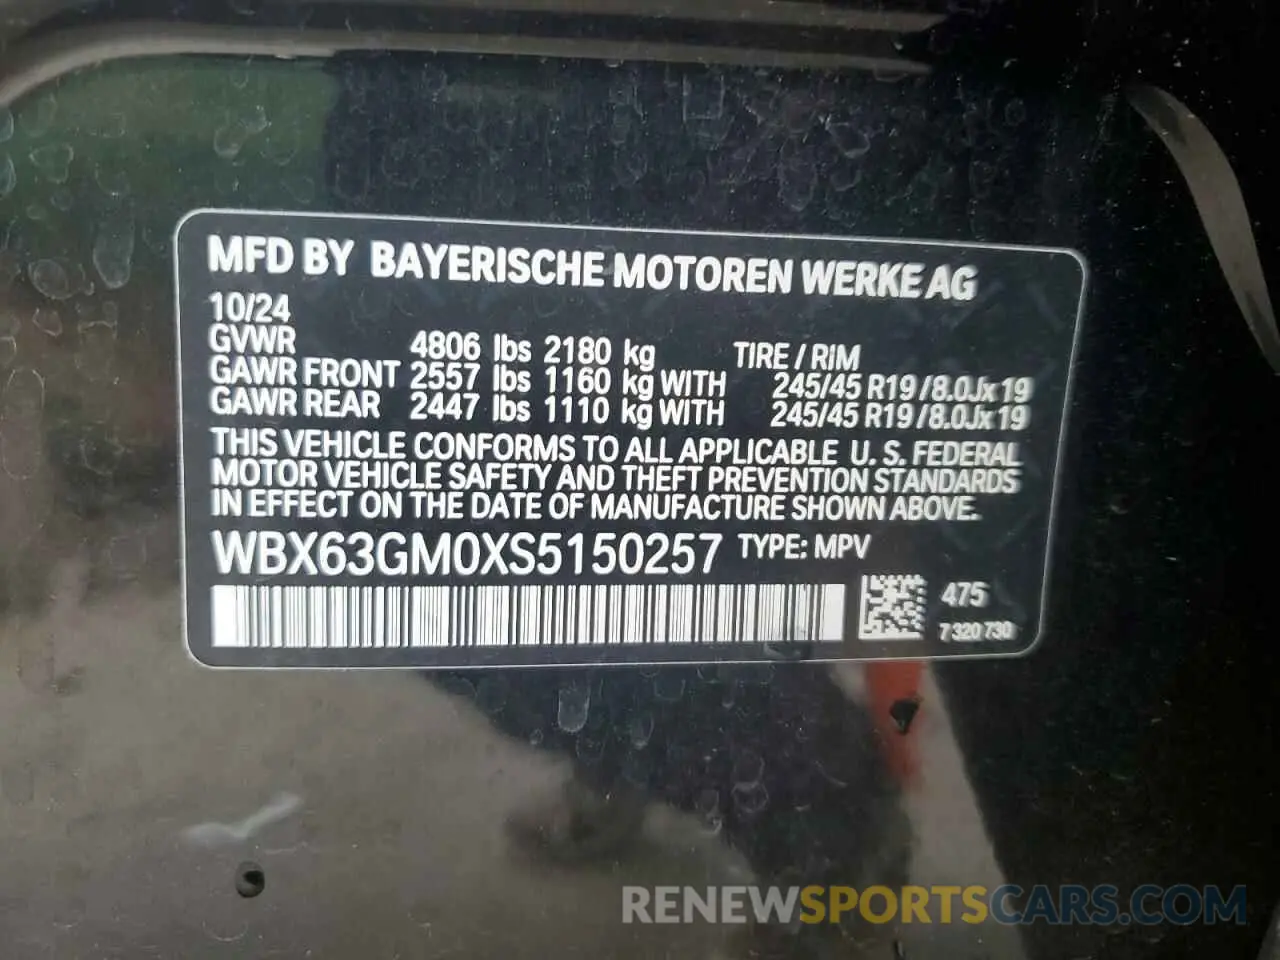 MFD BY BAYERISCHE MOTOREN WERKE AG
10/24
GVWR 4806 lbs 2180 kg TIRE / RIM
GAWR FRONT 2557 lbs 1160 kg WITH 245/45 R19 / 8.0Jx19
GAWR REAR 2447 lbs 1110 kg WITH 245/45 R19 / 8.0Jx19
THIS VEHICLE CONFORMS TO ALL APPLICABLE U. S. FEDERAL
MOTOR VEHICLE SAFETY AND THEFT PREVENTION STANDARDS
IN EFFECT ON THE DATE OF MANUFACTURE SHOWN ABOVE.
WBX63GM0XS5150257 TYPE: MPV
475
7 320 730
RENEWSPORTSCARS.COM